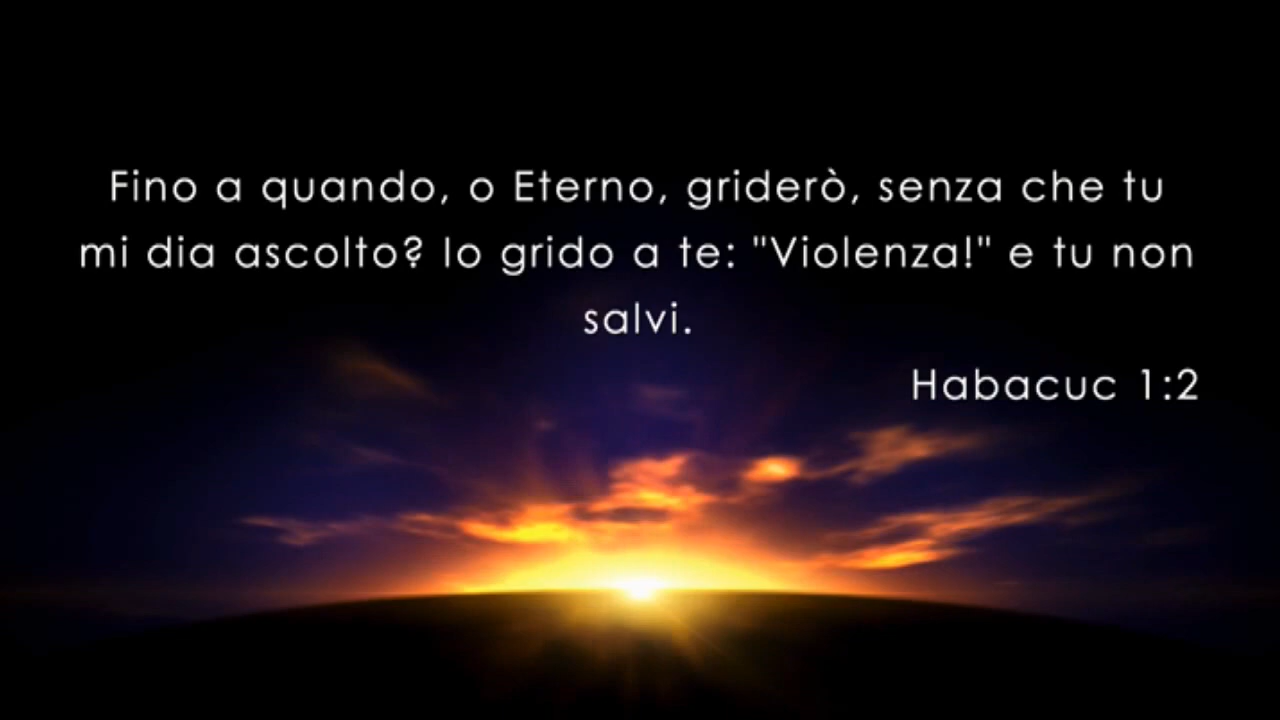 Fino a quando, o Eterno, griderò, senza che tu
mi dia ascolto? Io grido a te: "Violenza!" e tu non
salvi.
Habacuc 1:2